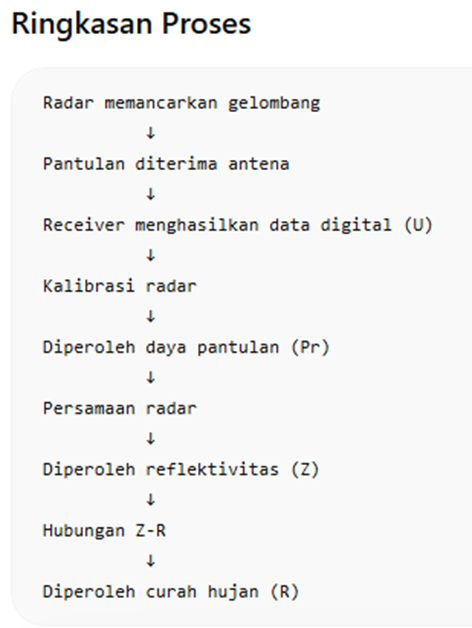 Ringkasan Proses
Radar memancarkan gelombang
↓
Pantulan diterima antena
↓
Receiver menghasilkan data digital (U)
↓
Kalibrasi radar
↓
Diperoleh daya pantulan (Pr)
↓
Persamaan radar
↓
Diperoleh reflektivitas (Z)
↓
Hubungan Z-R
↓
Diperoleh curah hujan (R)